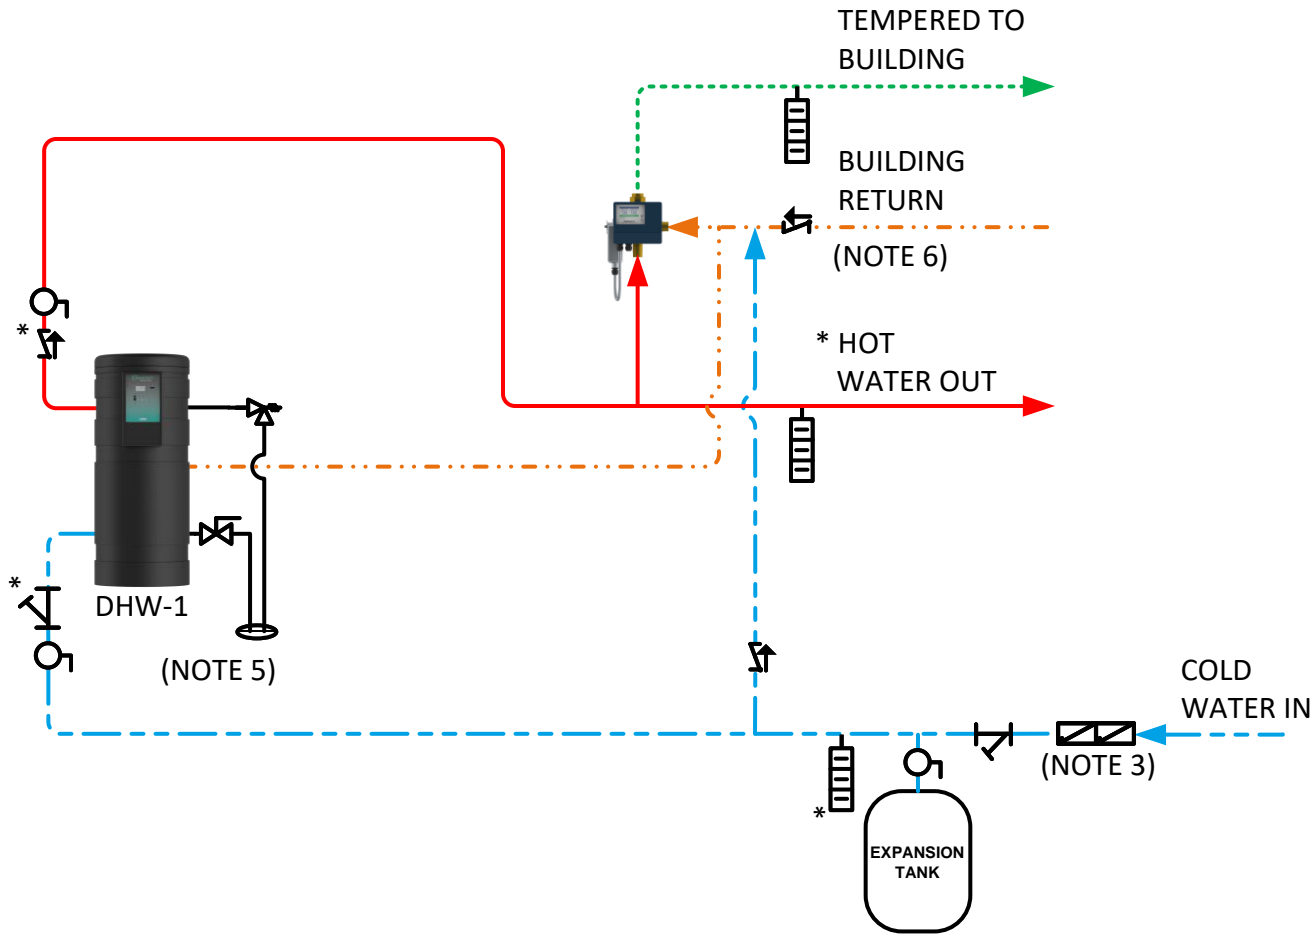 TEMPERED TO
BUILDING
BUILDING
RETURN
(NOTE 6)
*
* HOT
WATER OUT
*
DHW-1
(NOTE 5)
COLD
WATER IN
(NOTE 3)
*
EXPANSION
TANK